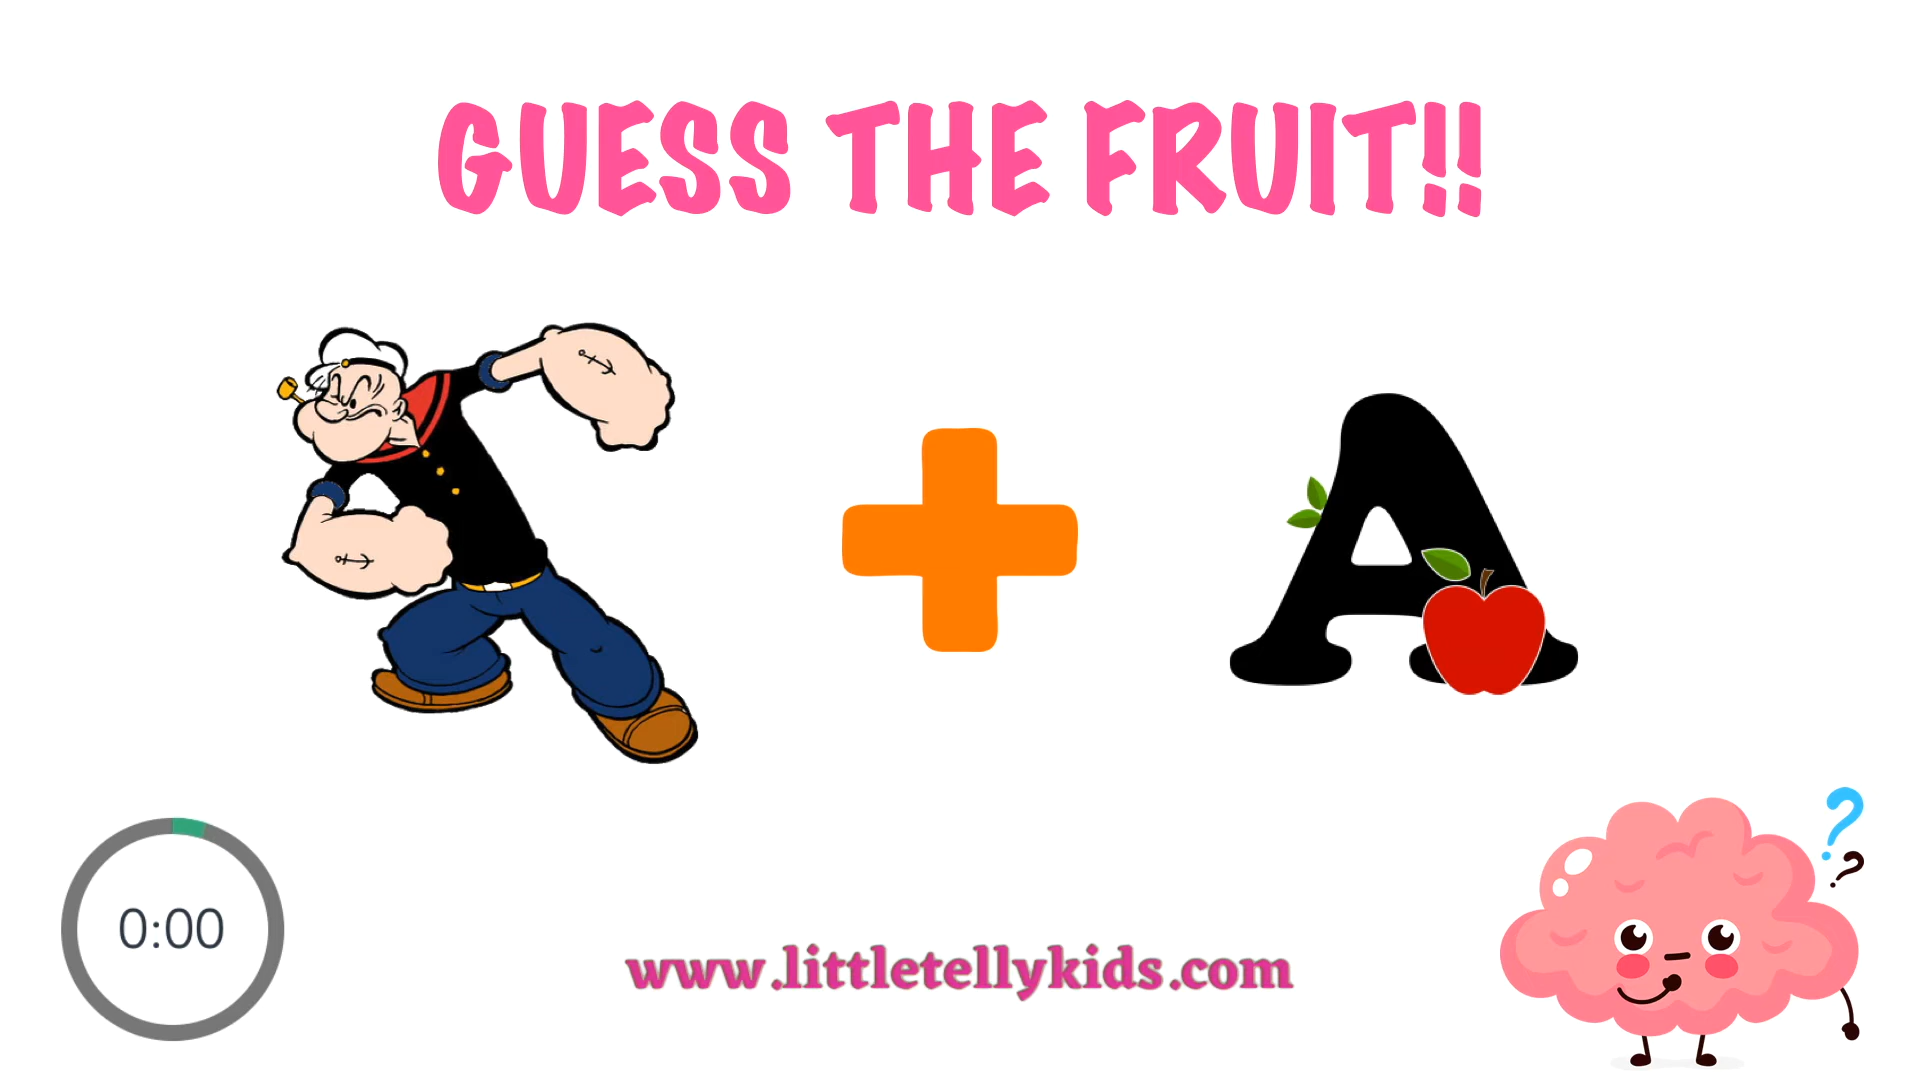 GUESS THE FRUIT!!
A
0:00
??
www.littletellykids.com